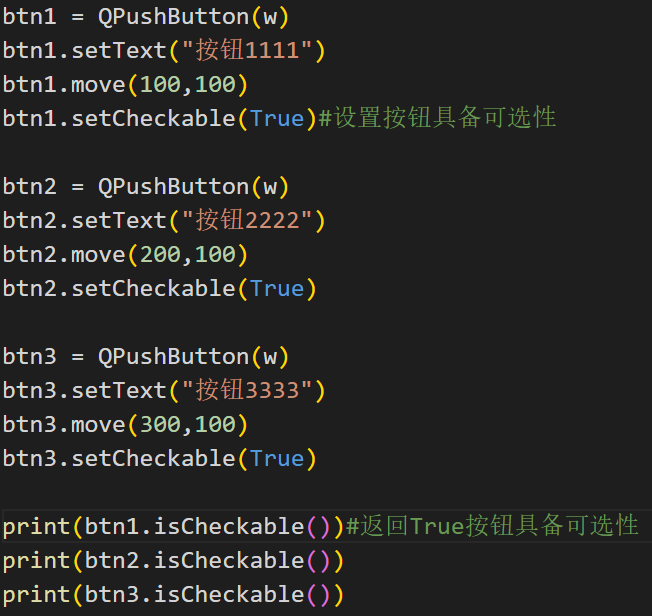 btn1 = QPushButton(w)
btn1.setText("按钮1111")
btn1.move(100,100)
btn1.setCheckable(True)#设置按钮具备可选性
btn2 = QPushButton(w)
btn2.setText("按钮2222")
btn2.move(200,100)
btn2.setCheckable(True)
btn3 = QPushButton(w)
btn3.setText("按钮3333")
btn3.move(300,100)
btn3.setCheckable(True)
print(btn1.isCheckable())#返回True按钮具备可选性
print(btn2.isCheckable())
print(btn3.isCheckable())